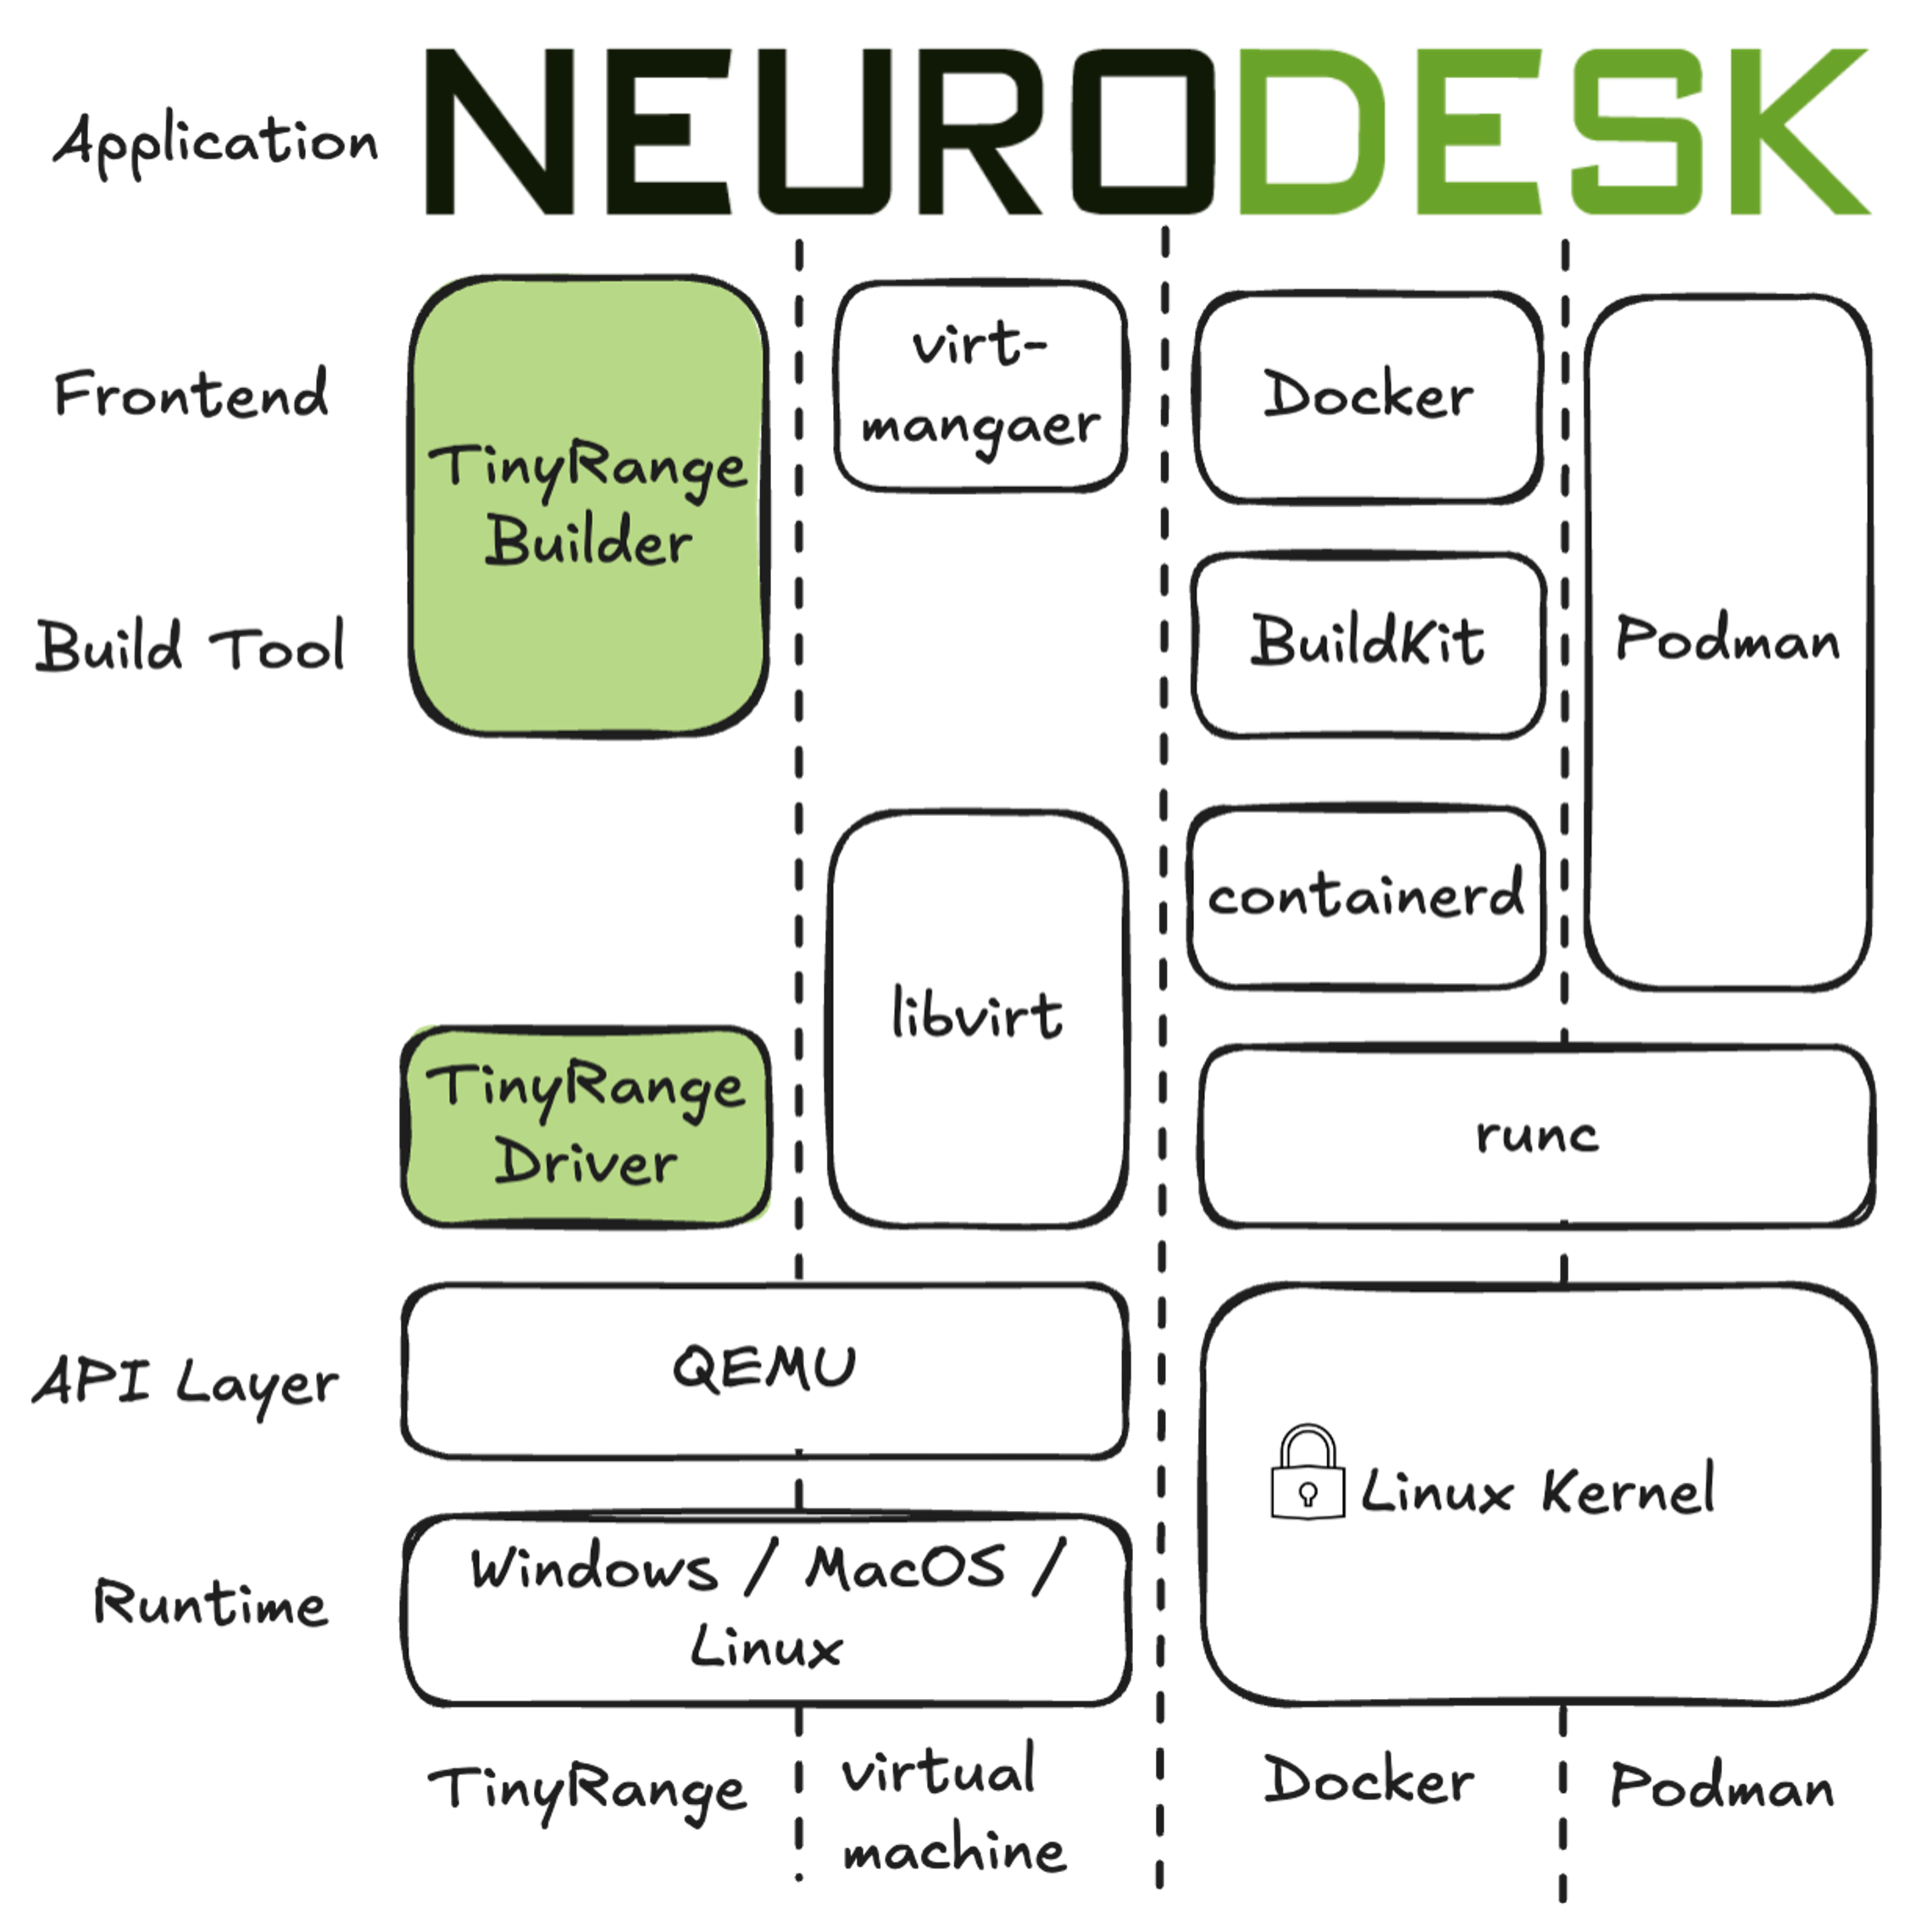 Application
NEURODESK
Frontend
TinyRange
Builder
virt-
mangaer
Docker
Build Tool
BuildKit
Podman
containerd
libvirt
TinyRange
Driver
runc
API Layer
QEMU
Linux Kernel
Runtime
Windows / MacOS /
Linux
TinyRange
virtual
machine
Docker
Podman